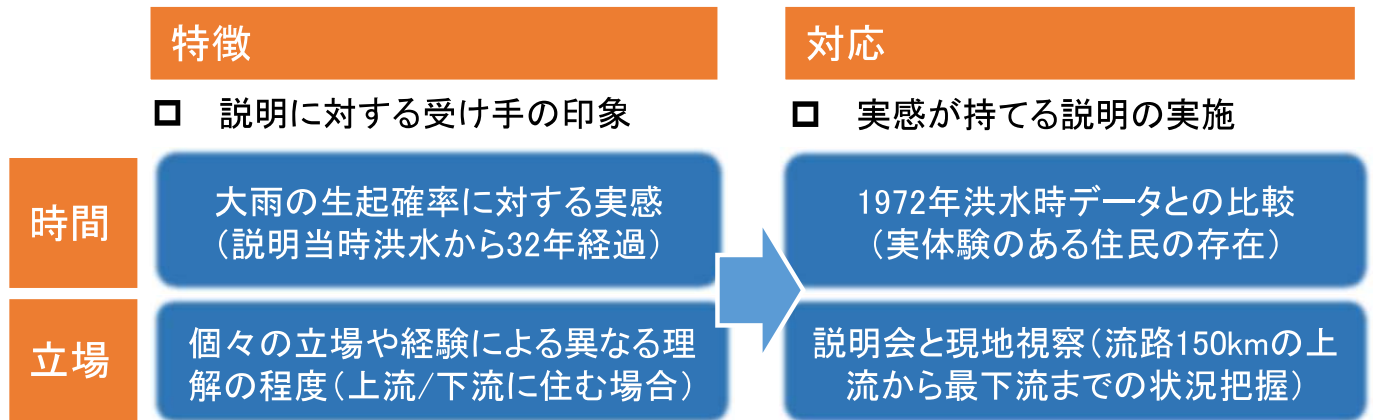 特徴
対応
□ 説明に対する受け手の印象
□ 実感が持てる説明の実施
時間
大雨の生起確率に対する実感
（説明当時洪水から32年経過）
1972年洪水時データとの比較
（実体験のある住民の存在）
立場
個々の立場や経験による異なる理
解の程度（上流/下流に住む場合）
説明会と現地視察（流路150kmの上
流から最下流までの状況把握）